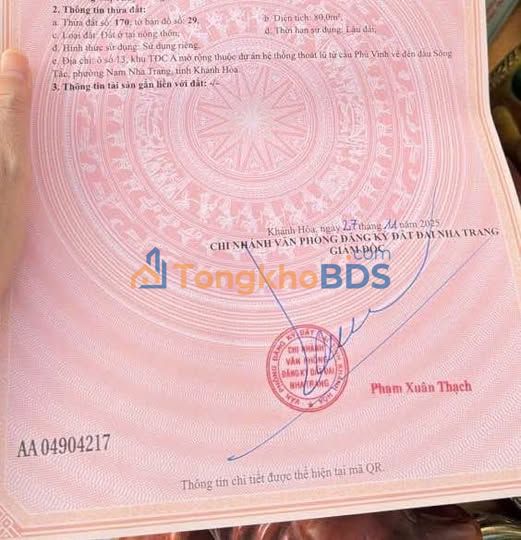 2. Thông tin thửa đất:
a. Thửa đất số: 170, tờ bản đồ số: 29,
b. Diện tích: 80,0m²,
c. Loại đất: Đất ở tại nông thôn;
d. Thời hạn sử dụng: Lâu dài;
đ. Hình thức sử dụng: Sử dụng riêng,
e. Địa chỉ: ô số 13, khu TĐC A mở rộng thuộc dự án hệ thống thoát lũ từ cầu Phú Vinh về đến đầu Sông
Tắc, phường Nam Nha Trang, tỉnh Khánh Hòa.
3. Thông tin tài sản gắn liền với đất: -/-
Khánh Hòa, ngày 27 tháng 11 năm 2025
CHI NHÁNH VĂN PHÒNG ĐĂNG KÝ ĐẤT ĐAI NHA TRANG
GIÁM ĐỐC
TongkhoBDS
.com
CHI NHÁNH
VĂN PHÒNG
ĐĂNG KÝ ĐẤT ĐAI
NHA TRANG
Phạm Xuân Thạch
AA 04904217
Thông tin chi tiết được thể hiện tại mã QR.